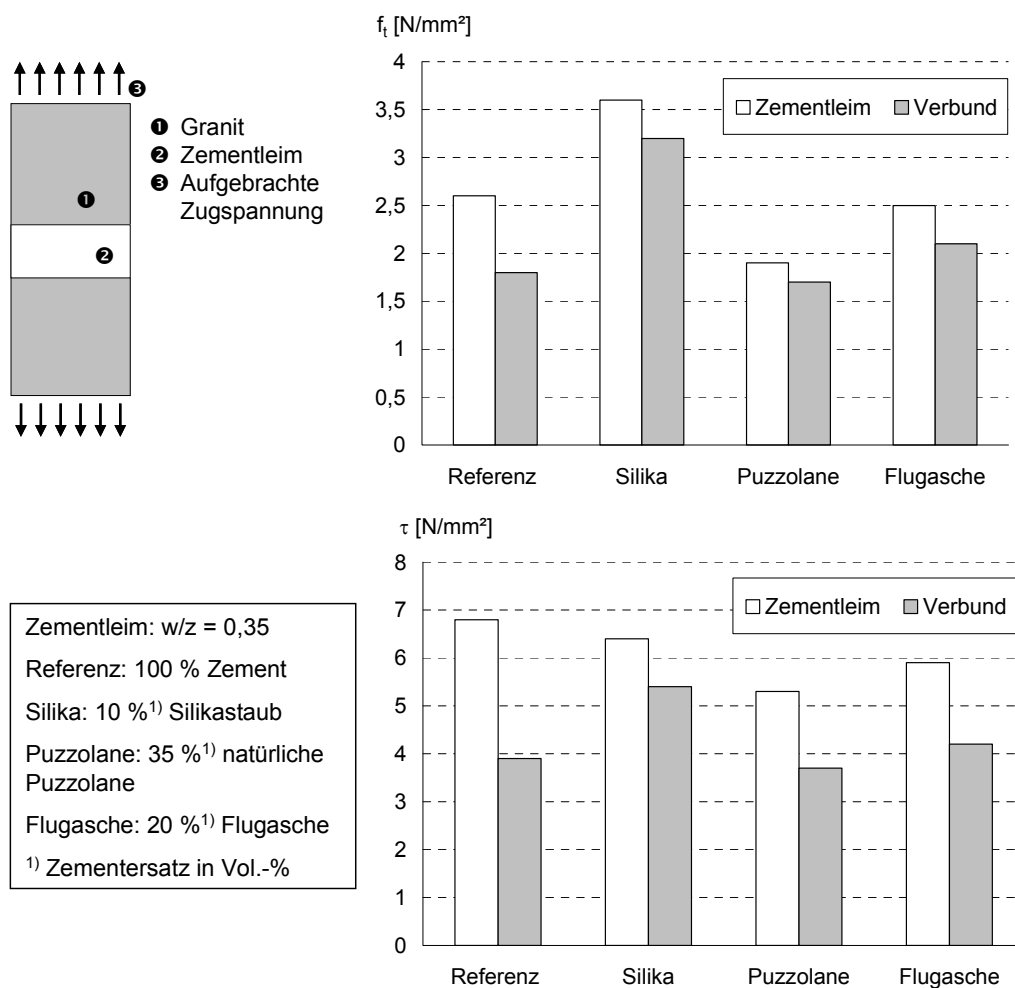 ❸
❶ Granit
❷ Zementleim
❸ Aufgebrachte
Zugspannung
❶
❷
fₜ [N/mm²]
4
3,5
3
2,5
2
1,5
1
0,5
0
Zementleim Verbund
Referenz Silika Puzzolane Flugasche
Zementleim: w/z = 0,35
Referenz: 100 % Zement
Silika: 10 %¹⁾ Silikastaub
Puzzolane: 35 %¹⁾ natürliche
Puzzolane
Flugasche: 20 %¹⁾ Flugasche
¹⁾ Zementersatz in Vol.-%
τ [N/mm²]
8
7
6
5
4
3
2
1
0
Zementleim Verbund
Referenz Silika Puzzolane Flugasche